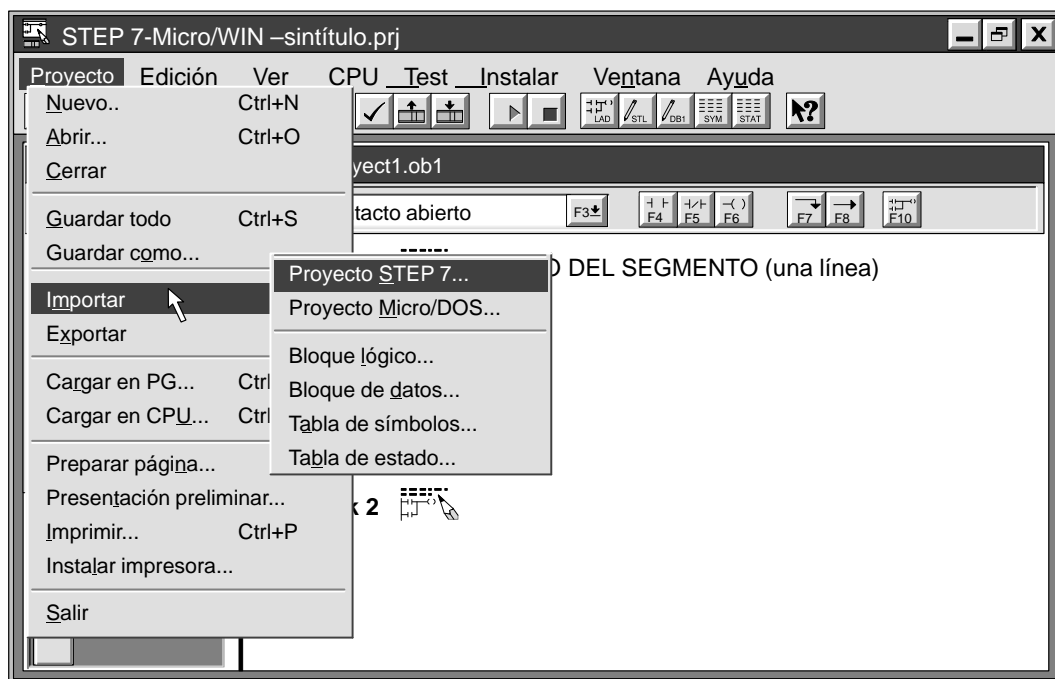 STEP 7-Micro/WIN –sintítulo.prj
Proyecto Edición Ver CPU Test Instalar Ventana Ayuda
LAD STL DB1 SYM STAT
yect1.ob1
tacto abierto F3 F4 F5 F6 F7 F8 F10
Nuevo.. Ctrl+N
Abrir... Ctrl+O
Cerrar
Guardar todo Ctrl+S
Guardar como...
Importar
Exportar
Cargar en PG... Ctrl
Cargar en CPU... Ctrl
Preparar página...
Presentación preliminar...
Imprimir... Ctrl+P
Instalar impresora...
Salir
Proyecto STEP 7...
Proyecto Micro/DOS...
Bloque lógico...
Bloque de datos...
Tabla de símbolos...
Tabla de estado...
O DEL SEGMENTO (una línea)
k 2